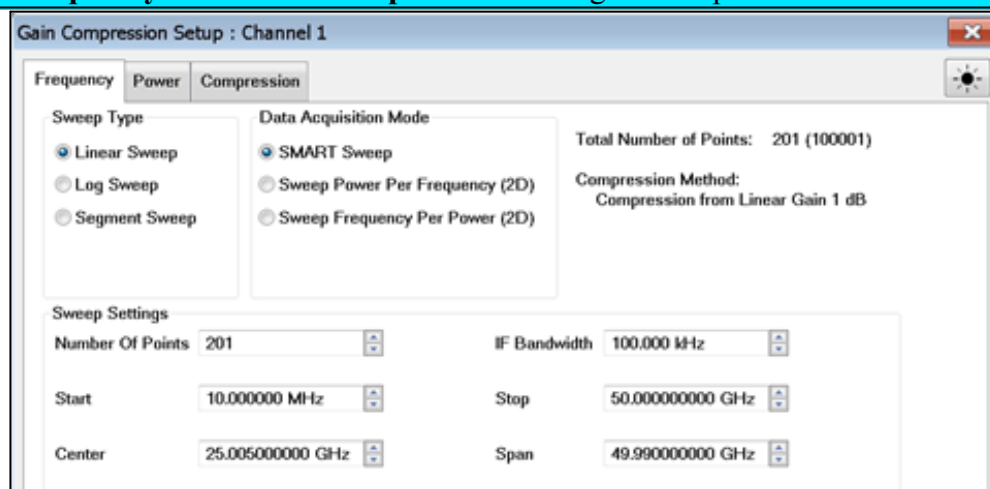 Gain Compression Setup : Channel 1
Frequency Power Compression
Sweep Type
Linear Sweep
Log Sweep
Segment Sweep
Data Acquisition Mode
SMART Sweep
Sweep Power Per Frequency (2D)
Sweep Frequency Per Power (2D)
Total Number of Points: 201 (100001)
Compression Method:
Compression from Linear Gain 1 dB
Sweep Settings
Number Of Points 201 IF Bandwidth 100.000 kHz
Start 10.000000 MHz Stop 50.000000000 GHz
Center 25.005000000 GHz Span 49.990000000 GHz